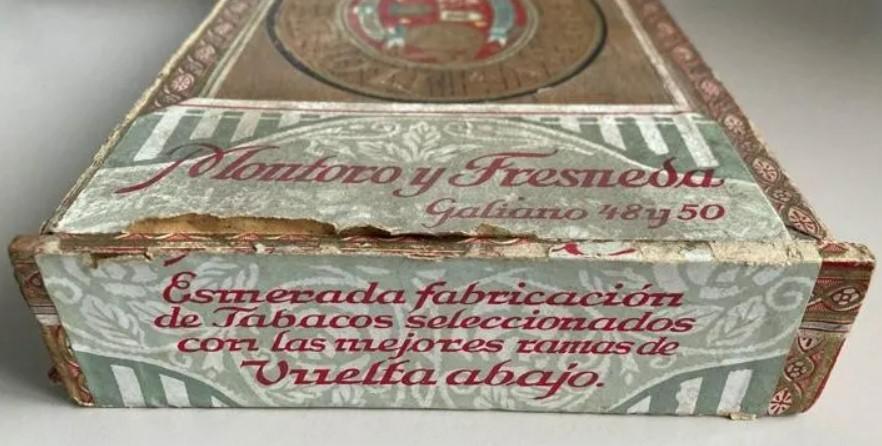 Montoro y Fresneda
Galiano 48 y 50
Esmerada fabricación
de Tabacos seleccionados
con las mejores ramas de
Vuelta abajo.